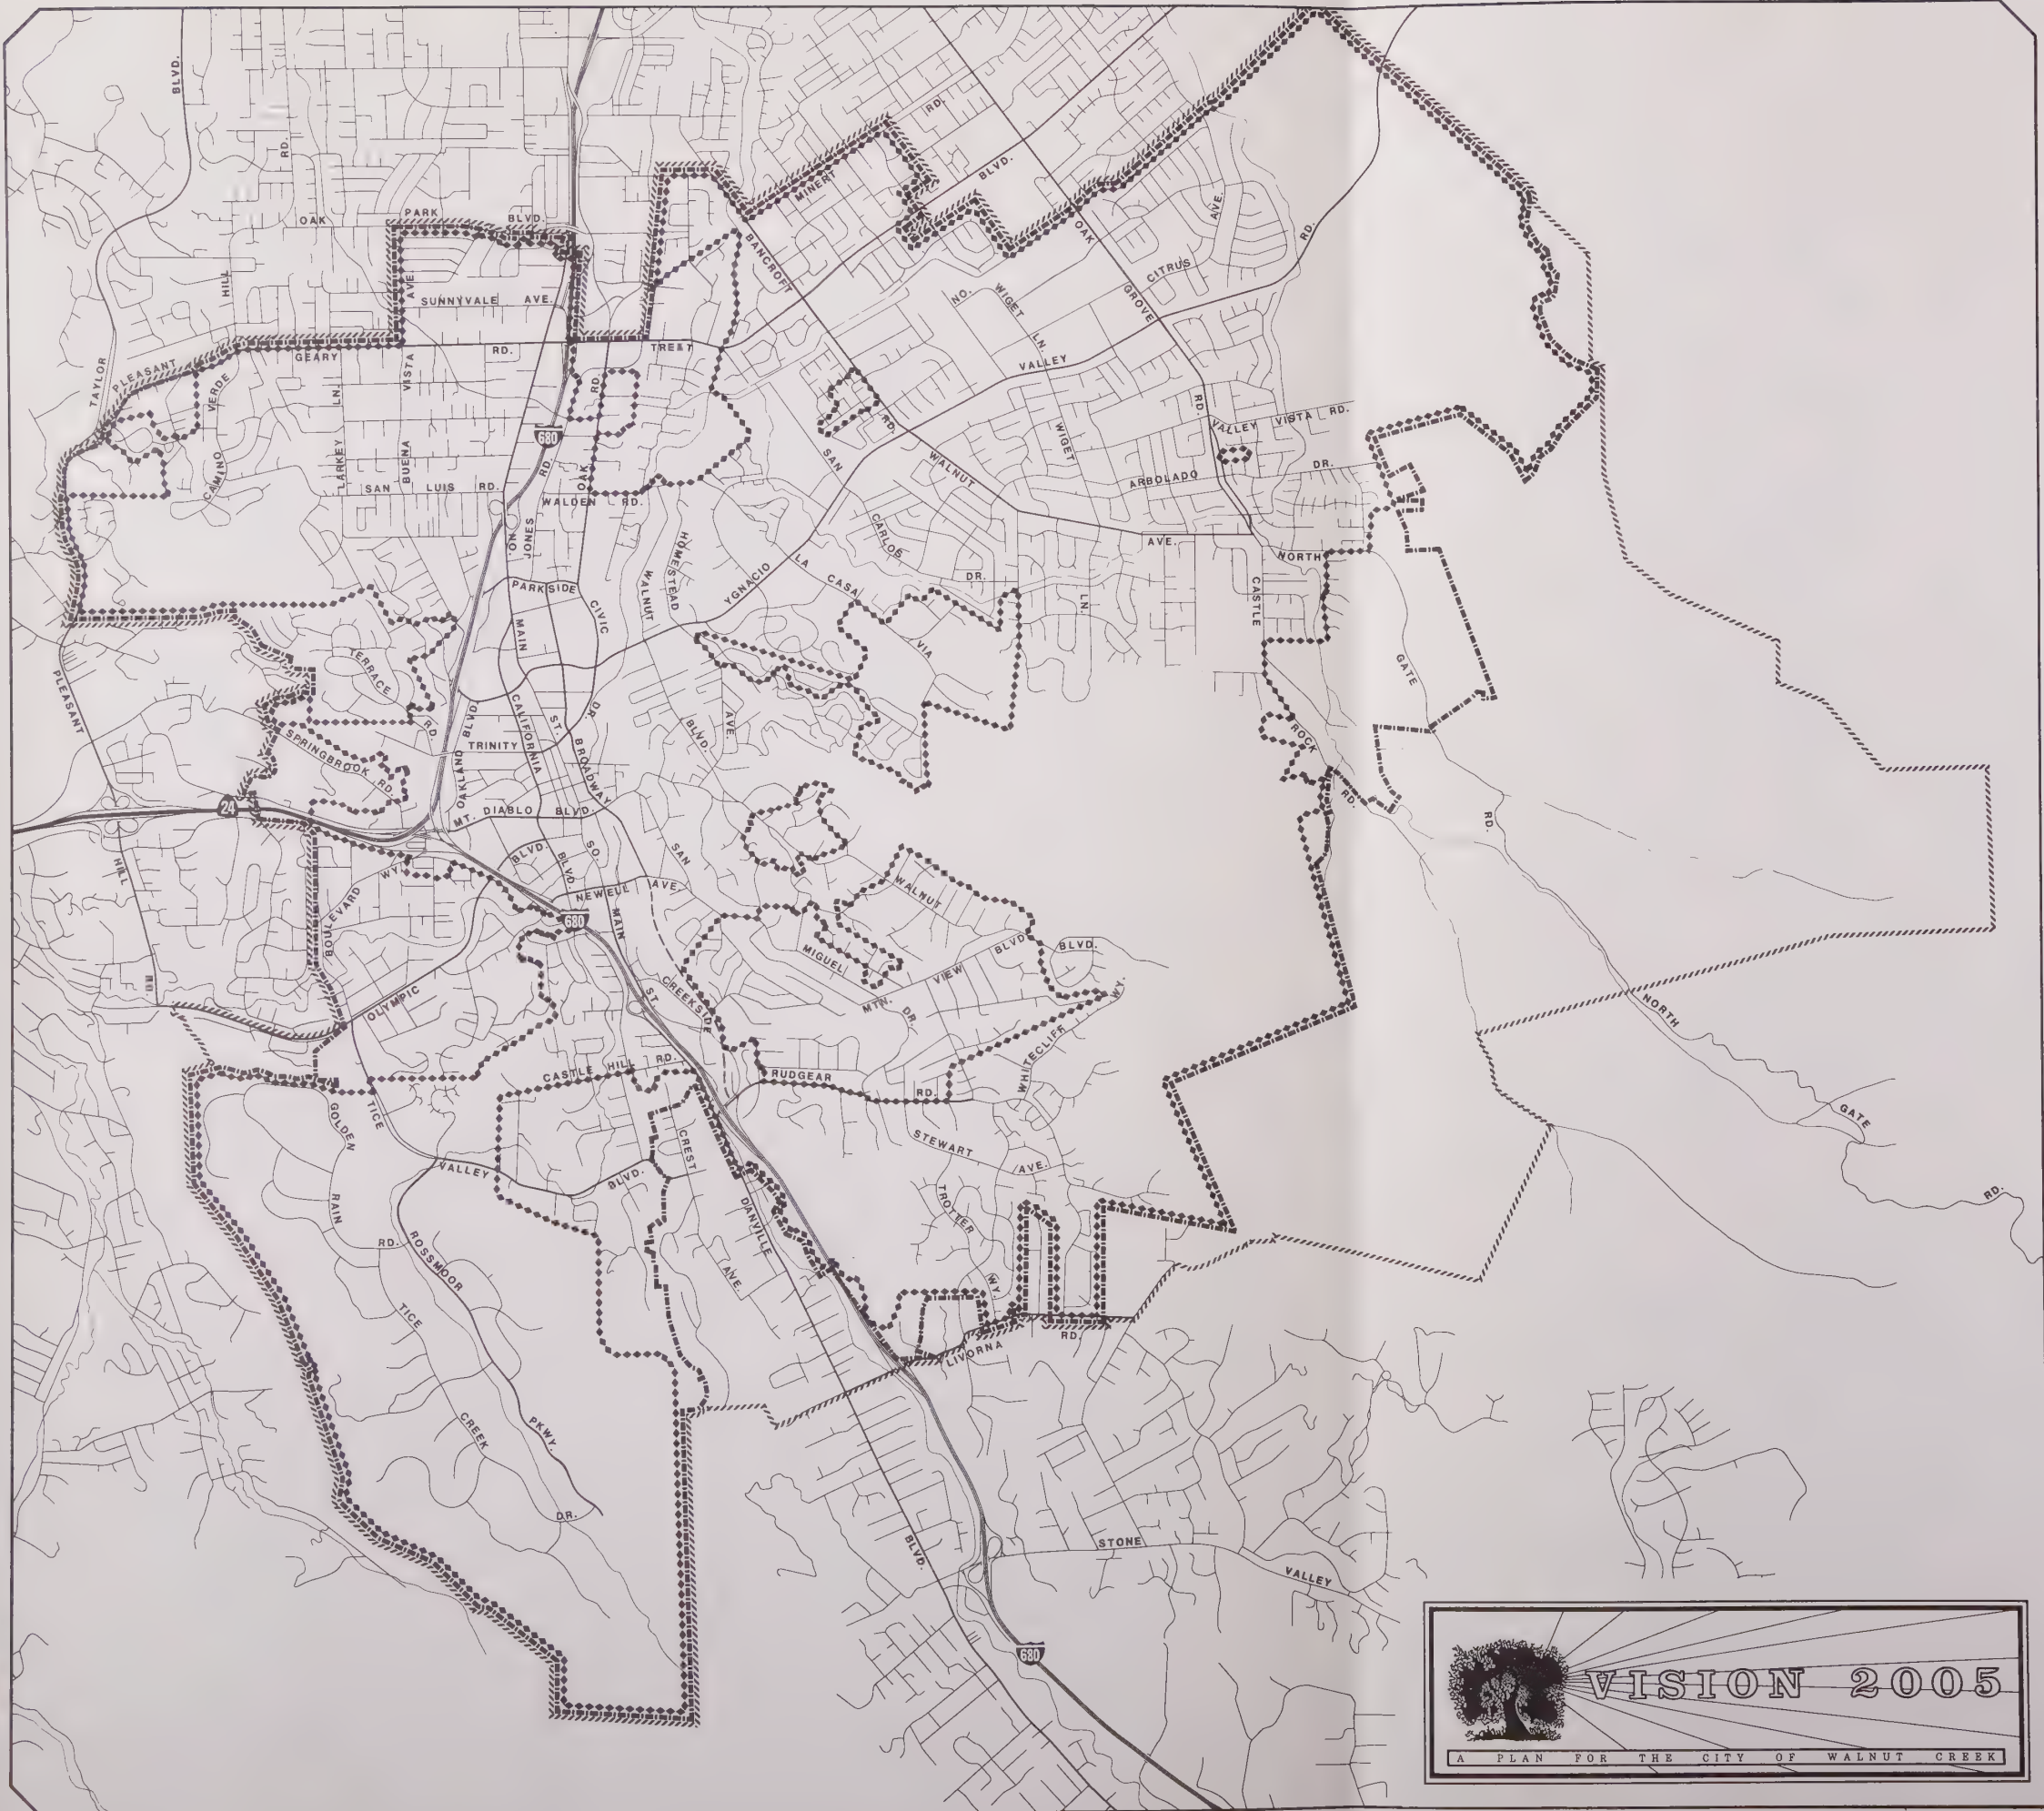 BLVD.
RD.
RD.
OAK
PARK
BLVD.
MINERT
BLVD.
BANCROFT
OAK
AVE.
RD.
CITRUS
GROVE
HILL
AVE.
SUNNYVALE AVE.
NO.
WIGET
LN.
VALLEY
TAYLOR
PLEASANT
GEARY
RD.
TREAT
VERDE
LN.
VISTA
RD.
RD.
RD.
VALLEY VISTA RD.
680
LARKEY
BUENA
CAMINO
SAN LUIS RD.
RD.
OAK
WALDEN RD.
SAN
WALNUT
WIGET
ARBOLADO
DR.
NO.
JONES
HOMESTEAD
WALNUT
CARLOS
DR.
AVE.
NORTH
PARKSIDE
YGNACIO
LA CASA
LN.
CASTLE
MAIN
CIVIC
VIA
GATE
TERRACE
RD.
PLEASANT
CALIFORNIA
ST.
DR.
BLVD.
AVE.
ROCK
RD.
SPRINGBROOK RD.
TRINITY
BROADWAY
OAKLAND
BLVD.
24
MT. DIABLO BLVD.
RD.
HILL
BLVD.
BLVD.
SO.
SAN
WY.
NEWELL AVE.
WALNUT
BOULEVARD
680
MAIN
MIGUEL
VIEW
BLVD.
BLVD.
RD.
OLYMPIC
ST.
CREEKSIDE
MTN.
DR.
WY.
NORTH
CASTLE HILL RD.
RUDGEAR
RD.
WHITECLIFF
GATE
RD.
GOLDEN
TICE
CREST
STEWART
AVE.
VALLEY
BLVD.
RAIN
RD.
ROSSMOOR
DANVILLE
TROTTER
WY.
AVE.
TICE
LIVORNA
RD.
CREEK
PKWY.
DR.
BLVD.
STONE
VALLEY
680
VISION 2005
A PLAN FOR THE CITY OF WALNUT CREEK